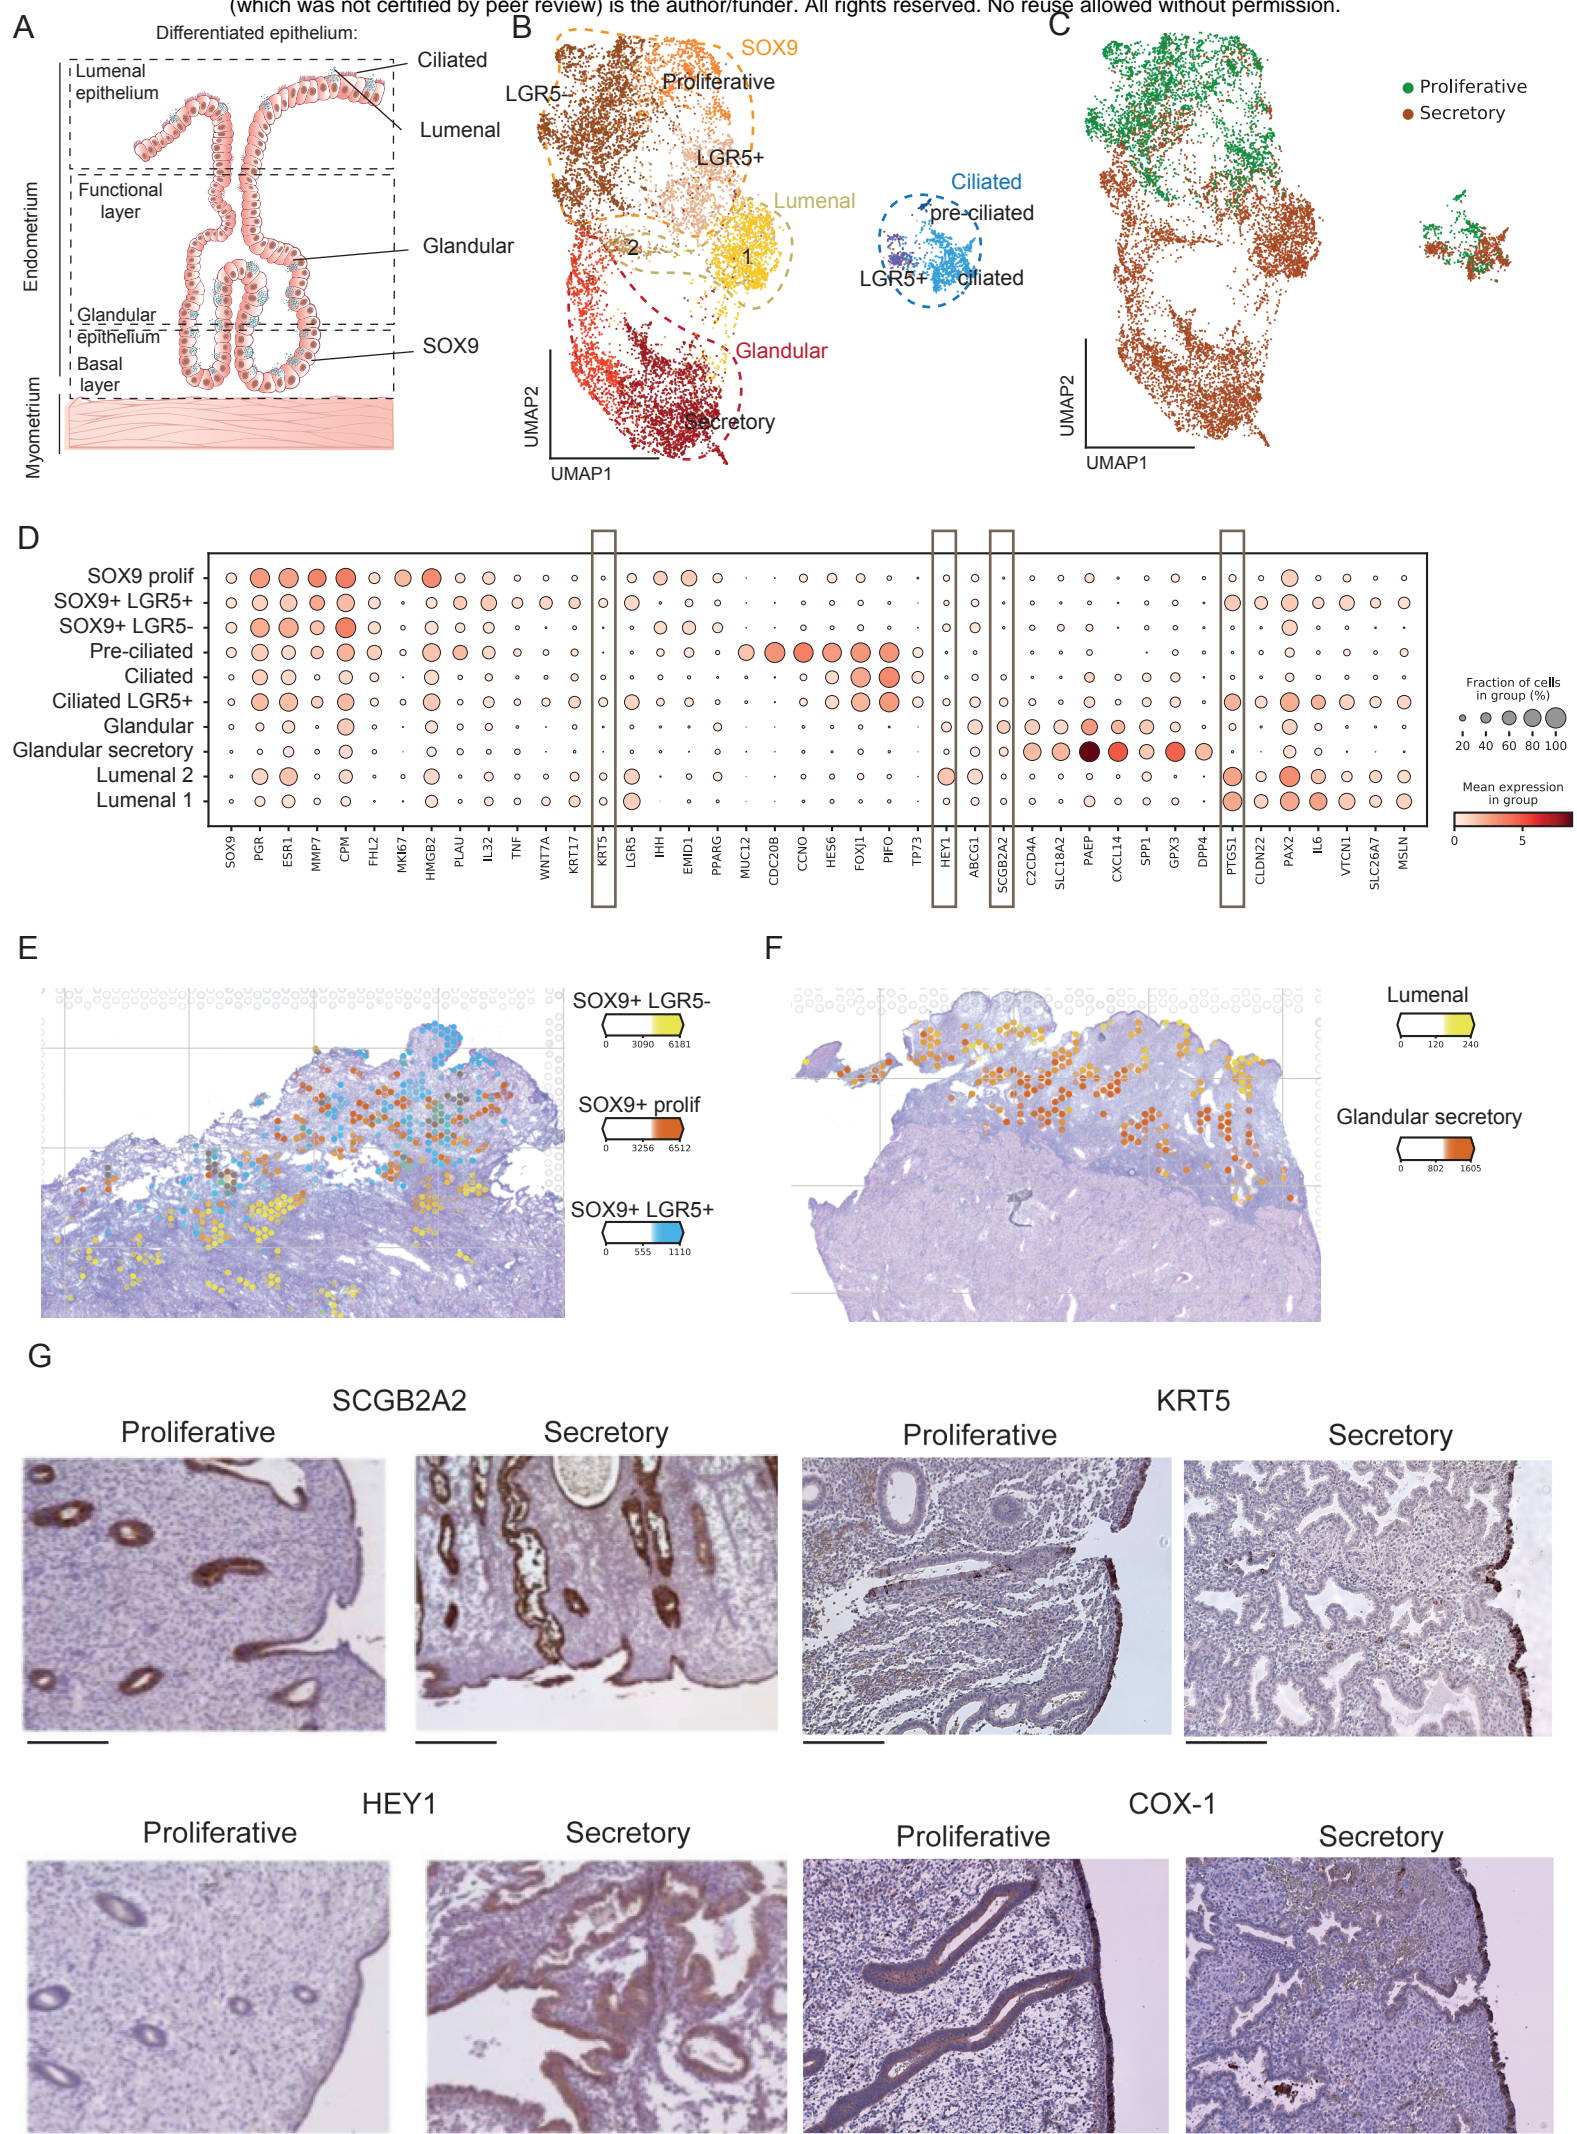 (which was not certified by peer review) is the author/funder. All rights reserved. No reuse allowed without permission.
A
Differentiated epithelium:
Lumenal
epithelium
Functional
layer
Glandular
epithelium
Basal
layer
Endometrium
Myometrium
Ciliated
Lumenal
Glandular
SOX9
B
SOX9
Proliferative
LGR5-
LGR5+
Lumenal
2
1
Ciliated
pre-ciliated
LGR5+
ciliated
Glandular
Secretory
UMAP2
UMAP1
C
Proliferative
Secretory
UMAP2
UMAP1
D
SOX9 prolif
SOX9+ LGR5+
SOX9+ LGR5-
Pre-ciliated
Ciliated
Ciliated LGR5+
Glandular
Glandular secretory
Lumenal 2
Lumenal 1
SOX9
PGR
ESR1
MMP7
CPM
FHL2
MKI67
HMGB2
PLAU
IL32
TNF
WNT7A
KRT17
KRT5
LGR5
IHH
EMID1
PPARG
MUC12
CDC20B
CCNO
HES6
FOXJ1
PIFO
TP73
HEY1
ABCG1
SCGB2A2
C2CD4A
SLC18A2
PAEP
CXCL14
SPP1
GPX3
DPP4
PTGS1
CLDN22
PAX2
IL6
VTCN1
SLC26A7
MSLN
Fraction of cells
in group (%)
20 40 60 80 100
Mean expression
in group
0 5
E
SOX9+ LGR5-
0 3090 6181
SOX9+ prolif
0 3256 6512
SOX9+ LGR5+
0 555 1110
F
Lumenal
0 120 240
Glandular secretory
0 802 1605
G
SCGB2A2
Proliferative Secretory
KRT5
Proliferative Secretory
HEY1
Proliferative Secretory
COX-1
Proliferative Secretory